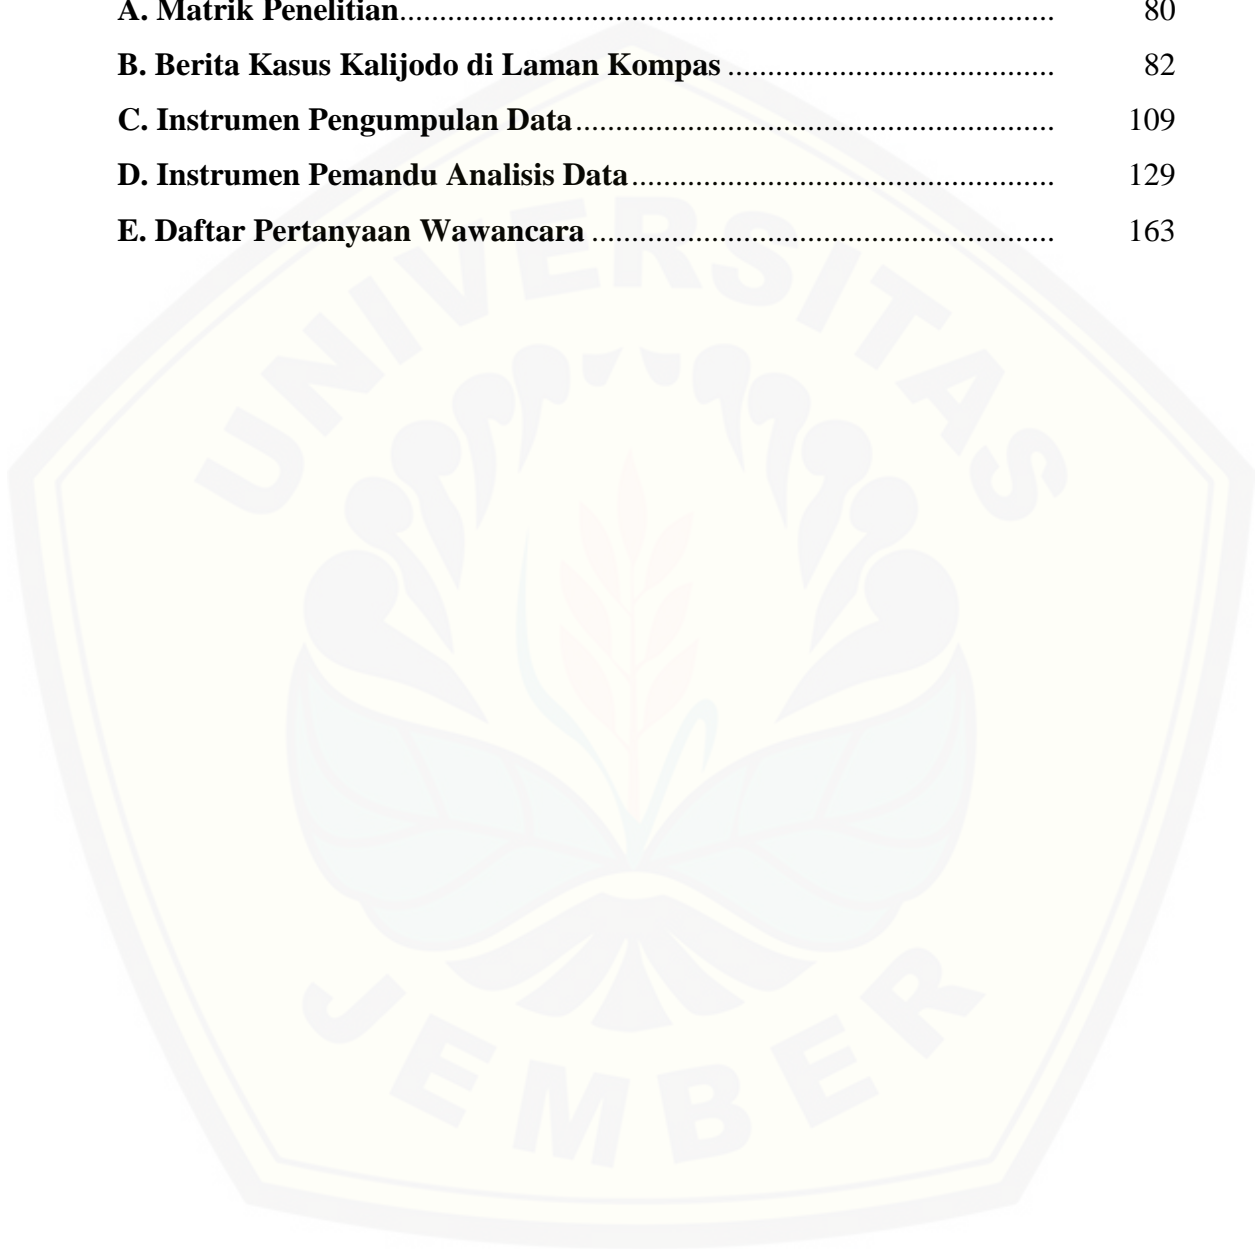 A. Matrik Penelitian.......................................................................................... 80
B. Berita Kasus Kalijodo di Laman Kompas .................................................... 82
C. Instrumen Pengumpulan Data...................................................................... 109
D. Instrumen Pemandu Analisis Data............................................................... 129
E. Daftar Pertanyaan Wawancara .................................................................... 163
UNIVERSITAS
JEMBER